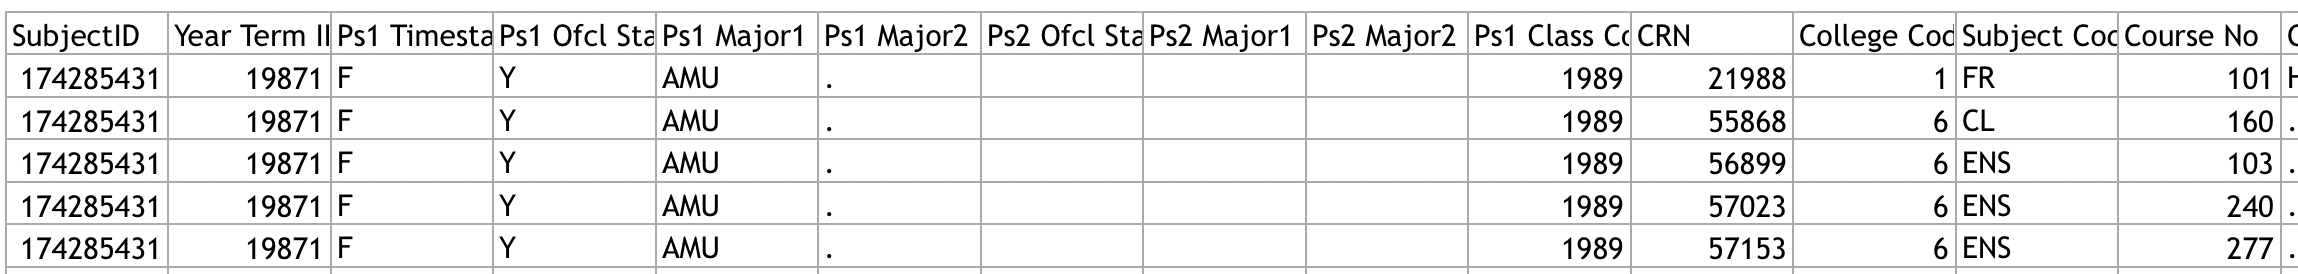 SubjectID Year Term II Ps1 Timesta Ps1 Ofcl Sta Ps1 Major1 Ps1 Major2 Ps2 Ofcl Sta Ps2 Major1 Ps2 Major2 Ps1 Class Co CRN College Cod Subject Coc Course No
174285431 19871 F Y AMU . 1989 21988 1 FR 101 H
174285431 19871 F Y AMU . 1989 55868 6 CL 160 .
174285431 19871 F Y AMU . 1989 56899 6 ENS 103 .
174285431 19871 F Y AMU . 1989 57023 6 ENS 240 .
174285431 19871 F Y AMU . 1989 57153 6 ENS 277 .